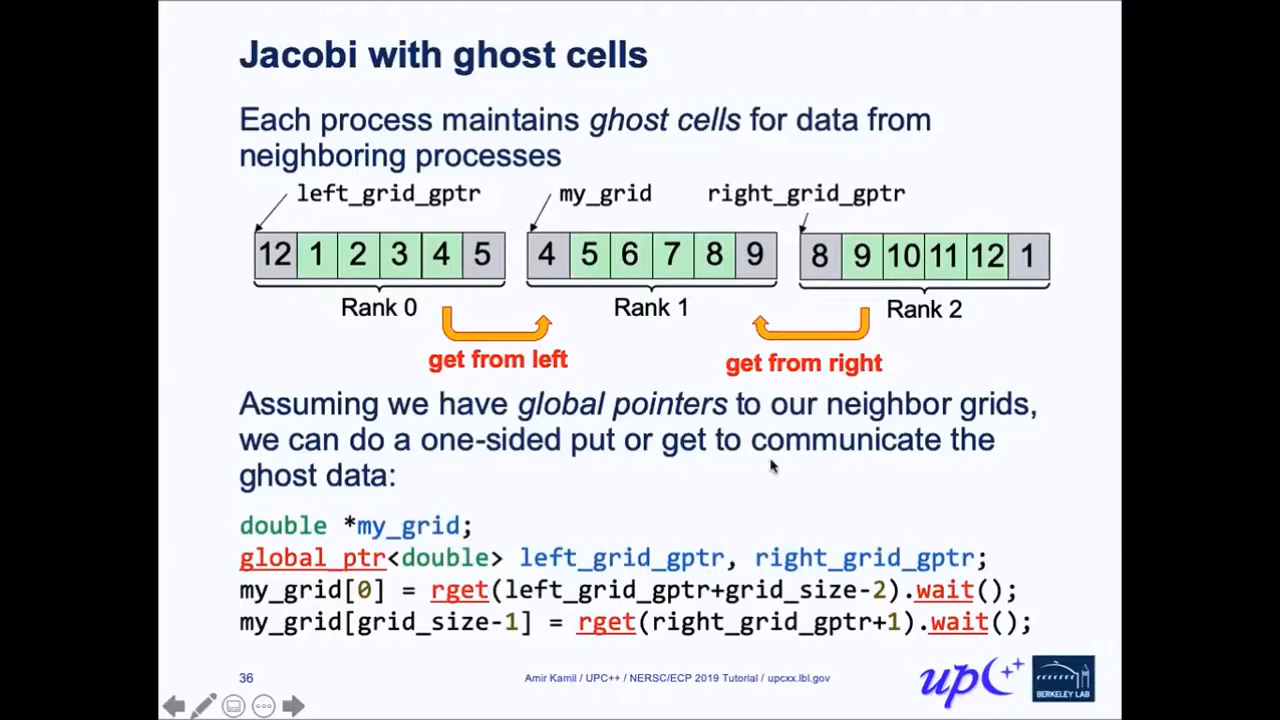 Jacobi with ghost cells
Each process maintains ghost cells for data from
neighboring processes
left_grid_gptr my_grid right_grid_gptr
12 1 2 3 4 5 4 5 6 7 8 9 8 9 10 11 12 1
Rank 0 Rank 1 Rank 2
get from left get from right
Assuming we have global pointers to our neighbor grids,
we can do a one-sided put or get to communicate the
ghost data:
double *my_grid;
global_ptr<double> left_grid_gptr, right_grid_gptr;
my_grid[0] = rget(left_grid_gptr+grid_size-2).wait();
my_grid[grid_size-1] = rget(right_grid_gptr+1).wait();
36 Amir Kamil / UPC++ / NERSC/ECP 2019 Tutorial / upcxx.lbl.gov
upC++ BERKELEY LAB